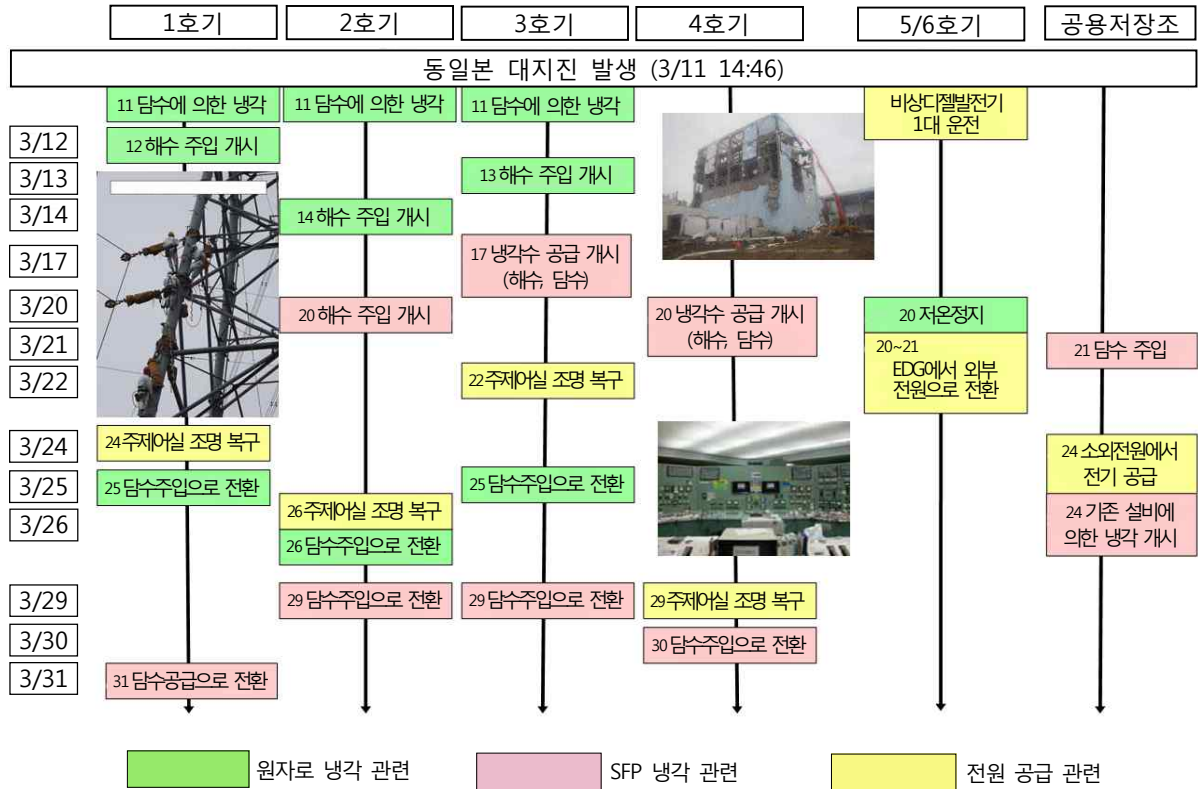 1호기
2호기
3호기
4호기
5/6호기
공용저장조
동일본 대지진 발생 (3/11 14:46)
11 담수에 의한 냉각
11 담수에 의한 냉각
11 담수에 의한 냉각
비상디젤발전기
1대 운전
3/12
12 해수 주입 개시
3/13
13 해수 주입 개시
3/14
14 해수 주입 개시
3/17
17 냉각수 공급 개시
(해수, 담수)
3/20
20 해수 주입 개시
20 냉각수 공급 개시
(해수, 담수)
20 저온정지
3/21
20~21
EDG에서 외부
전원으로 전환
21 담수 주입
3/22
22 주제어실 조명 복구
3/24
24 주제어실 조명 복구
24 소외전원에서
전기 공급
3/25
25 담수주입으로 전환
25 담수주입으로 전환
3/26
26 주제어실 조명 복구
26 담수주입으로 전환
24 기존 설비에
의한 냉각 개시
3/29
29 담수주입으로 전환
29 담수주입으로 전환
29 주제어실 조명 복구
3/30
30 담수주입으로 전환
3/31
31 담수공급으로 전환
원자로 냉각 관련
SFP 냉각 관련
전원 공급 관련